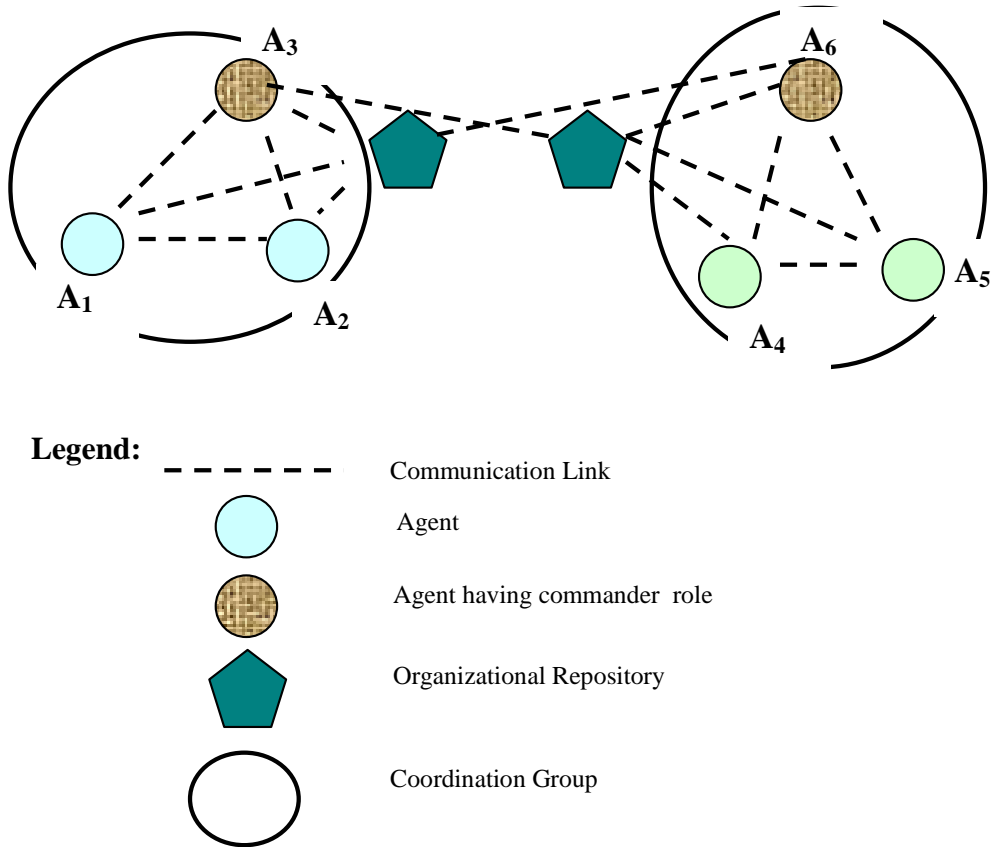 A3
A6
A1
A2
A5
A4
Legend:
Communication Link
Agent
Agent having commander role
Organizational Repository
Coordination Group